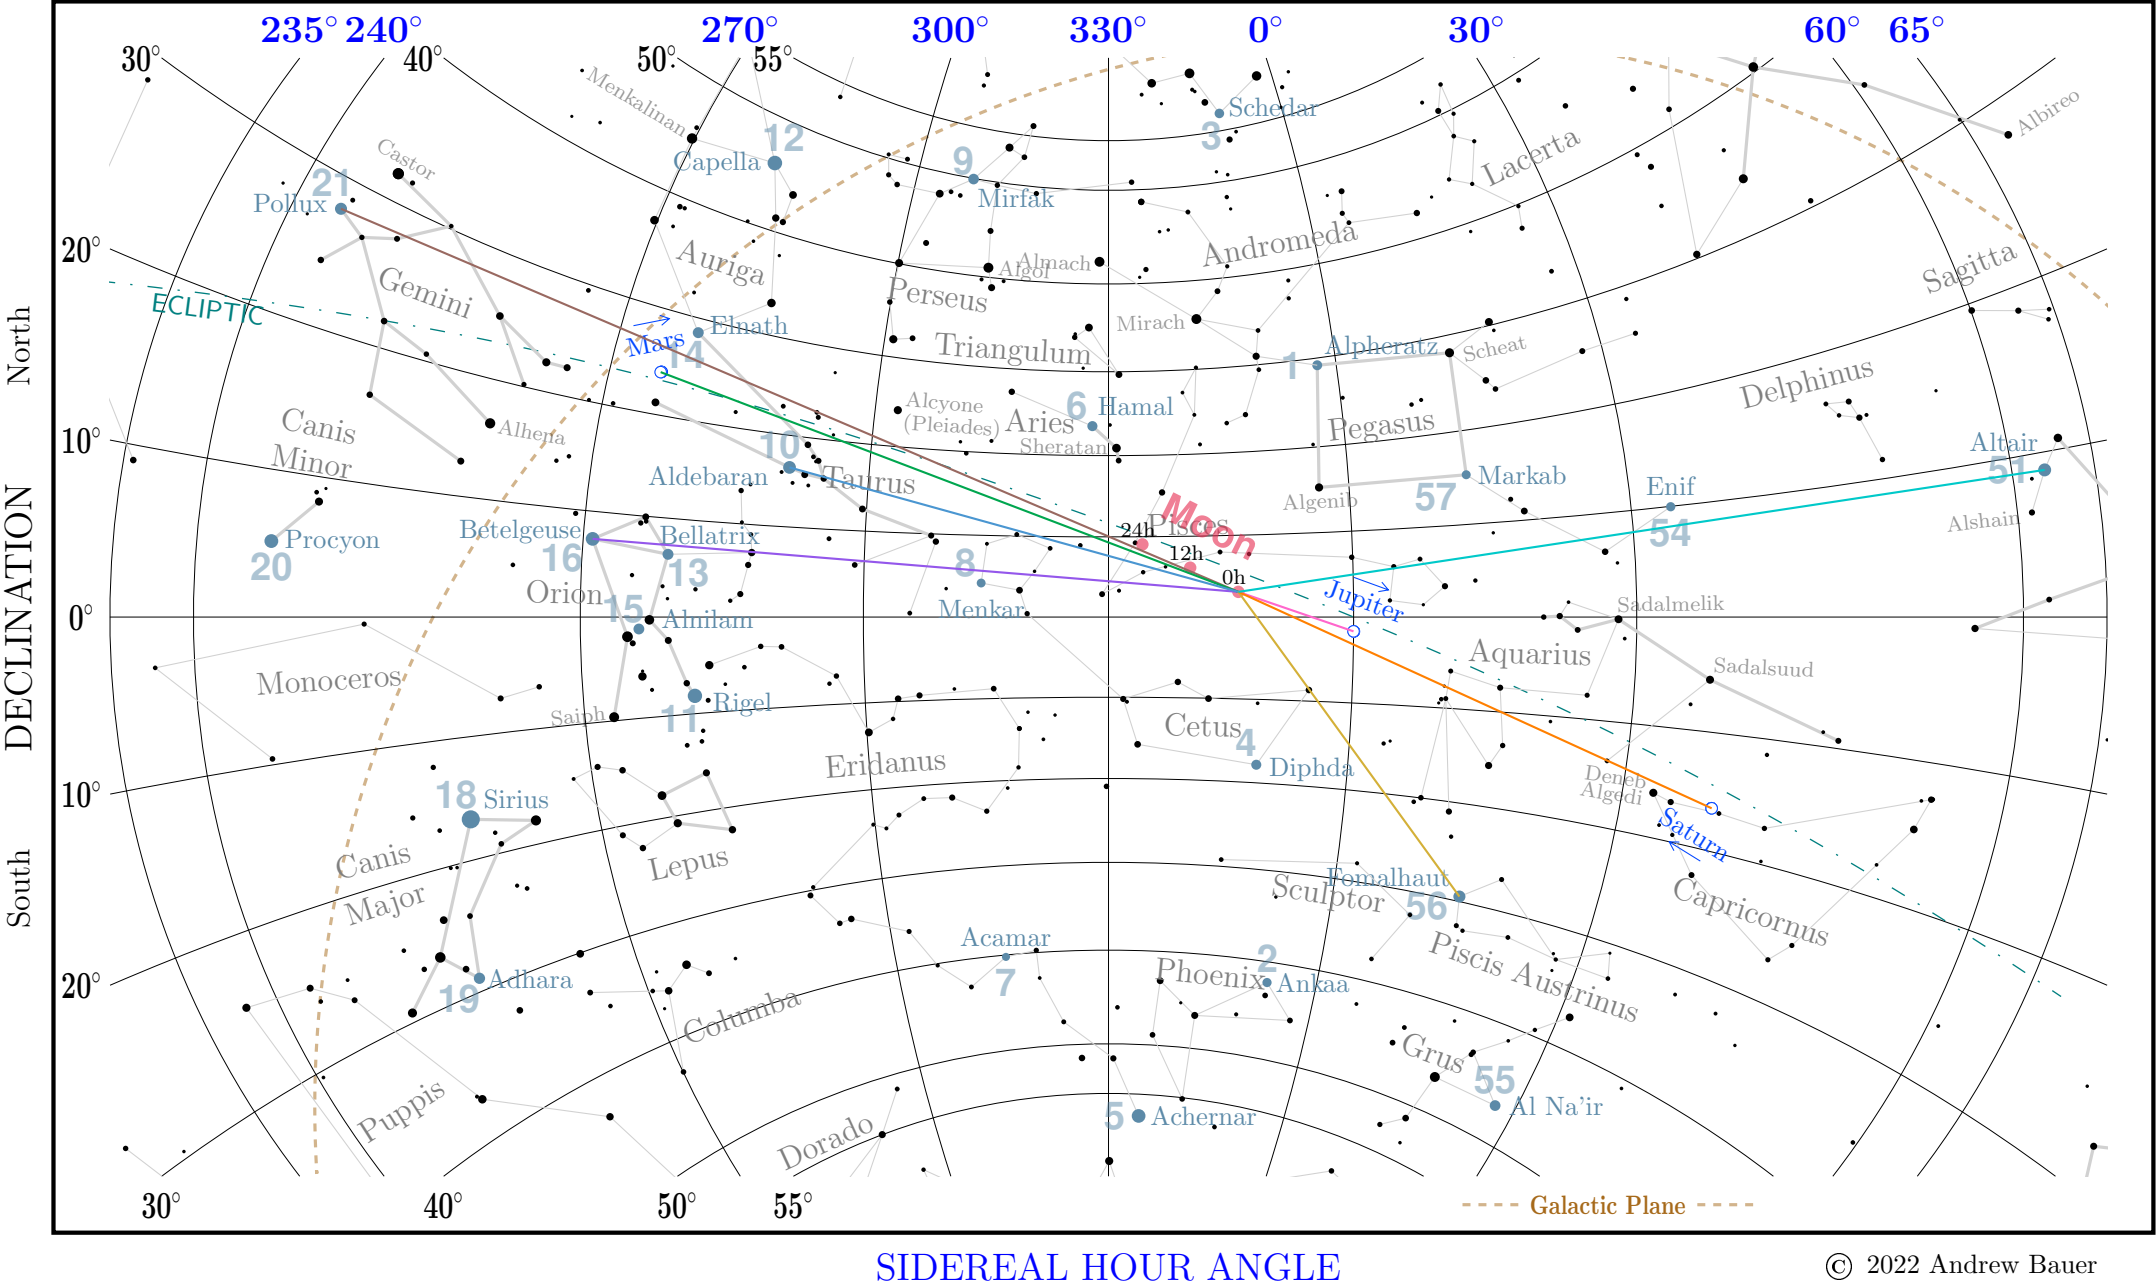 235° 240° 270° 300° 330° 0° 30° 60° 65°
30° 40° 50° 55°
Menkalinan
Albireo
Schedar
3
12
Capella
Castor
9
Mirfak
Lacerta
21
Pollux
20°
Auriga
Gemini
Perseus
Algol
Almach
Andromeda
Sagitta
ECLIPTIC
Mars
Elnath
14
Triangulum
Mirach
1
Alpheratz
Scheat
Delphinus
Canis
Minor
Alhena
Alcyone
(Pleiades)
Aries
6
Hamal
Sheratan
Pegasus
10°
10
Aldebaran
Taurus
Algenib
57
Markab
Enif
54
Altair
51
Alshain
20
Procyon
Betelgeuse
16
Bellatrix
13
Orion
15
Alnilam
8
Menkar
Pisces
Moon
24h
12h
0h
Jupiter
0°
Sadalmelik
Aquarius
Sadalsuud
Monoceros
Saiph
11
Rigel
Cetus
4
Diphda
Eridanus
Deneb
Algedi
Saturn
10°
18
Sirius
Canis
Major
Lepus
Sculptor
Fomalhaut
56
Capricornus
Piscis Austrinus
Acamar
7
Phoenix
2
Ankaa
20°
19
Adhara
Columba
Grus
55
Al Na'ir
Puppis
Dorado
5
Achernar
30° 40° 50° 55°
Galactic Plane
North
DECLINATION
South
SIDEREAL HOUR ANGLE
© 2022 Andrew Bauer